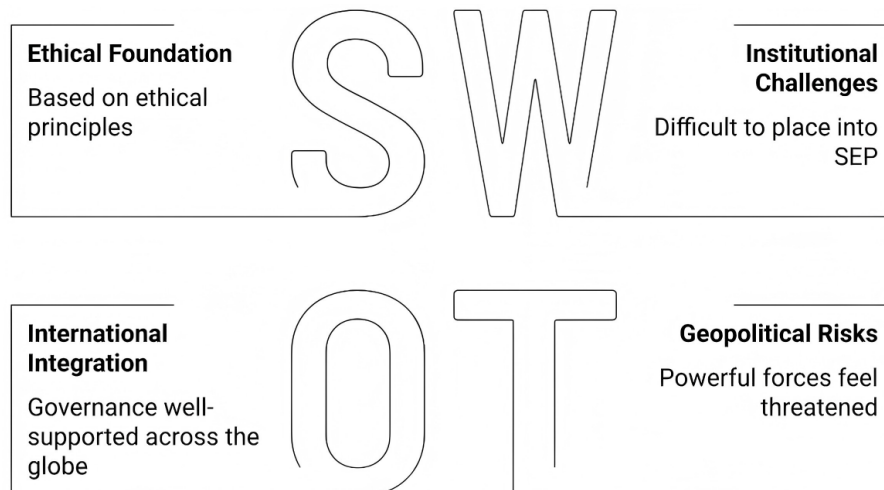 Ethical Foundation
Based on ethical
principles
S
W
Institutional
Challenges
Difficult to place into
SEP
International
Integration
Governance well-
supported across the
globe
O
T
Geopolitical Risks
Powerful forces feel
threatened